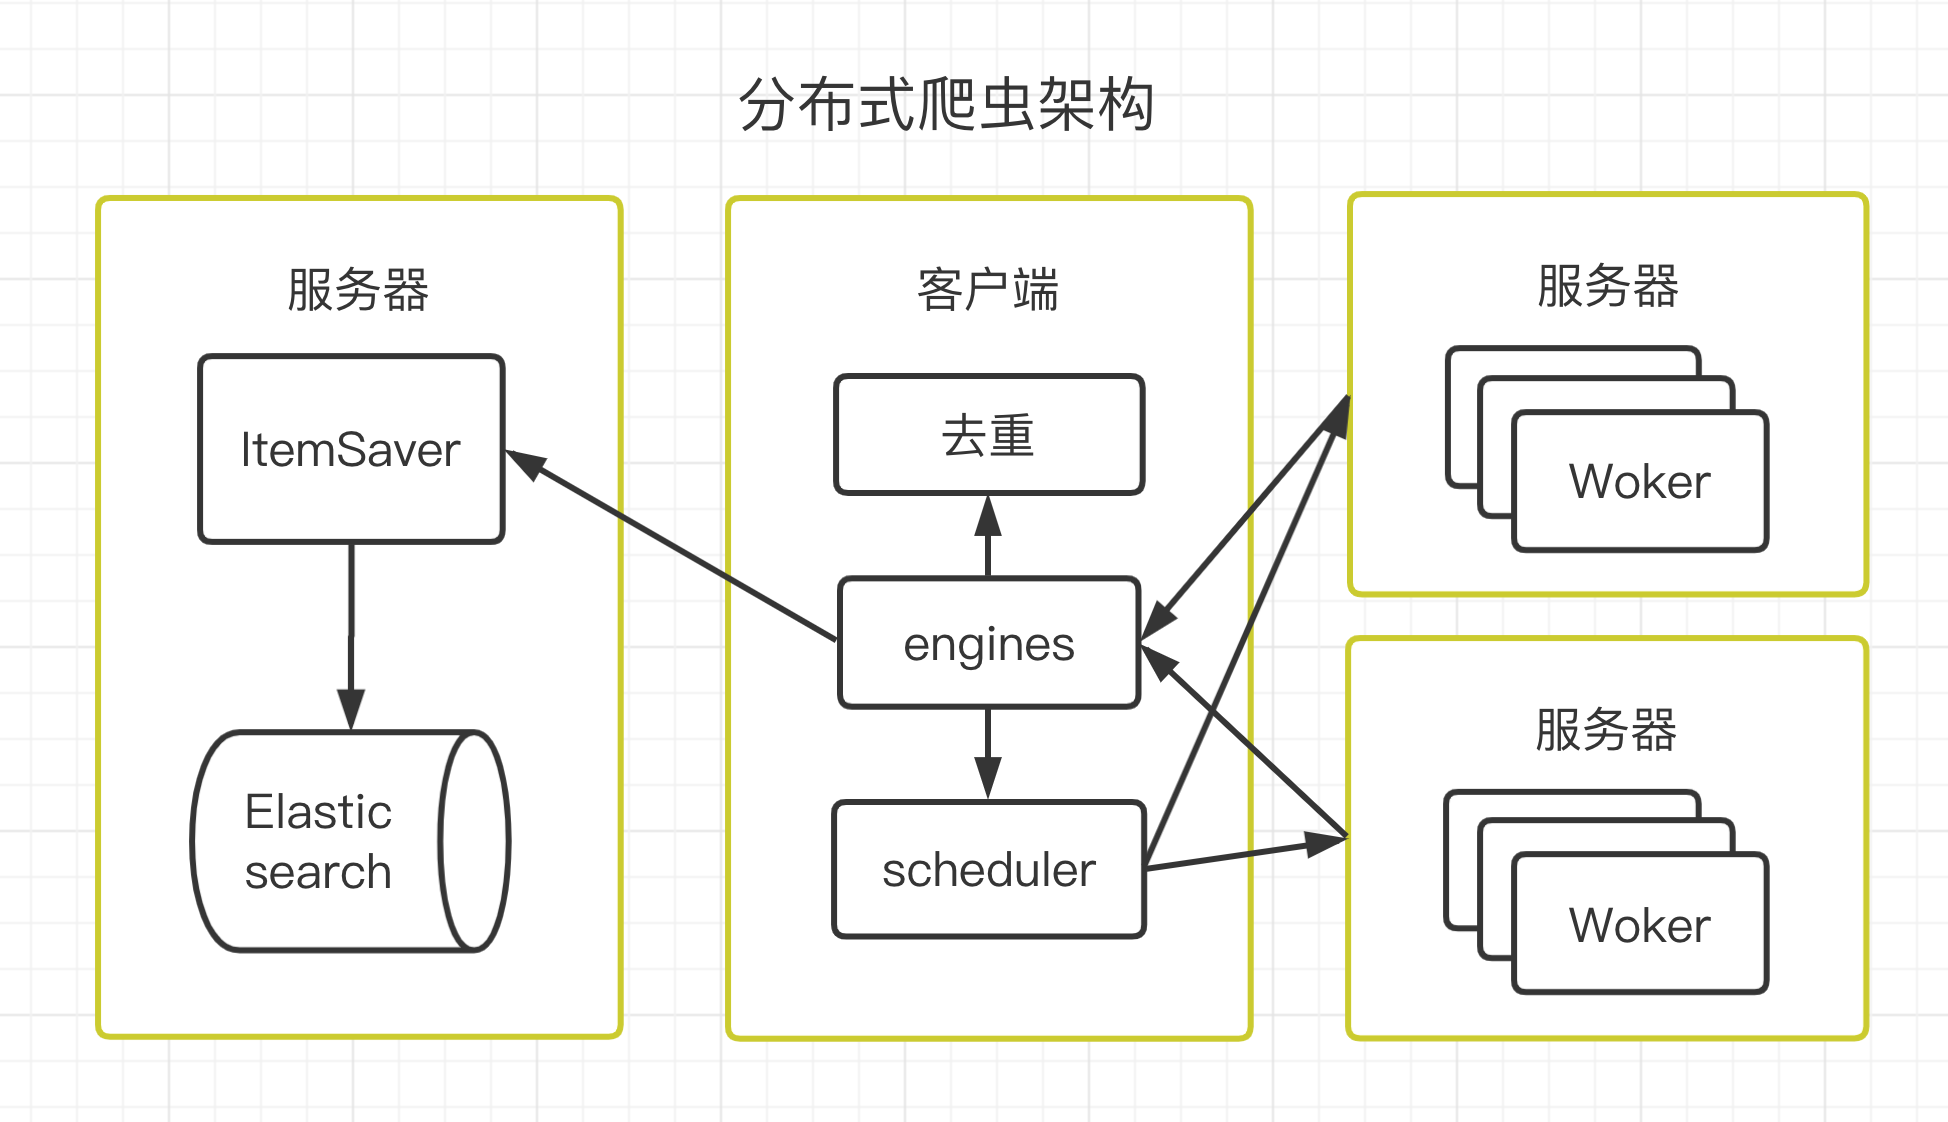 分布式爬虫架构
服务器
ItemSaver
Elastic
search
客户端
去重
engines
scheduler
服务器
Woker
服务器
Woker